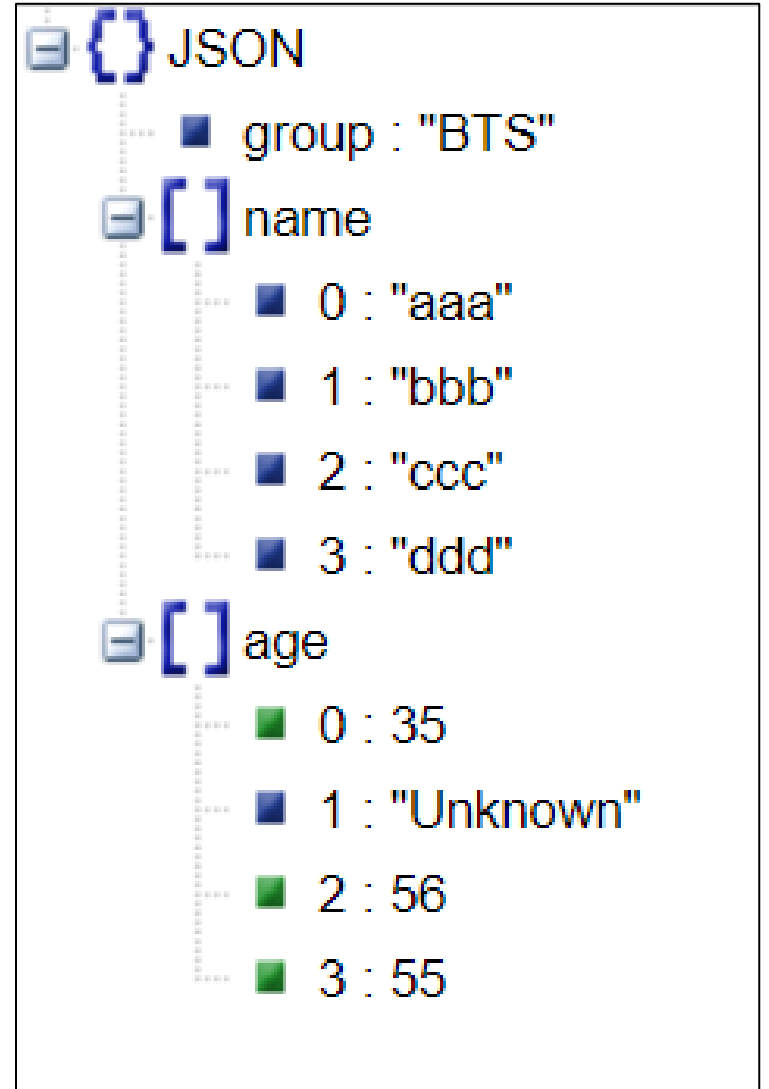 JSON
group : "BTS"
name
0 : "aaa"
1 : "bbb"
2 : "ccc"
3 : "ddd"
age
0 : 35
1 : "Unknown"
2 : 56
3 : 55